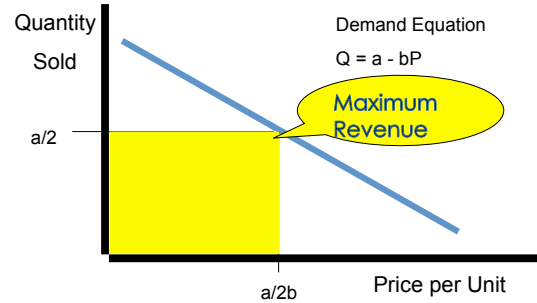 Quantity
Sold
Demand Equation
Q = a - bP
Maximum
Revenue
a/2
a/2b
Price per Unit